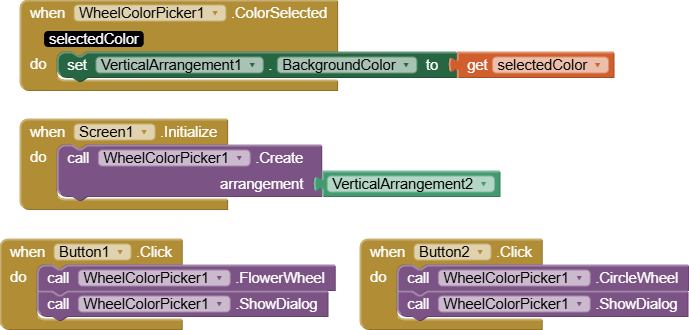 when WheelColorPicker1 .ColorSelected
selectedColor
do set VerticalArrangement1 . BackgroundColor to get selectedColor
when Screen1 .Initialize
do call WheelColorPicker1 .Create
arrangement VerticalArrangement2
when Button1 .Click
do call WheelColorPicker1 .FlowerWheel
call WheelColorPicker1 .ShowDialog
when Button2 .Click
do call WheelColorPicker1 .CircleWheel
call WheelColorPicker1 .ShowDialog